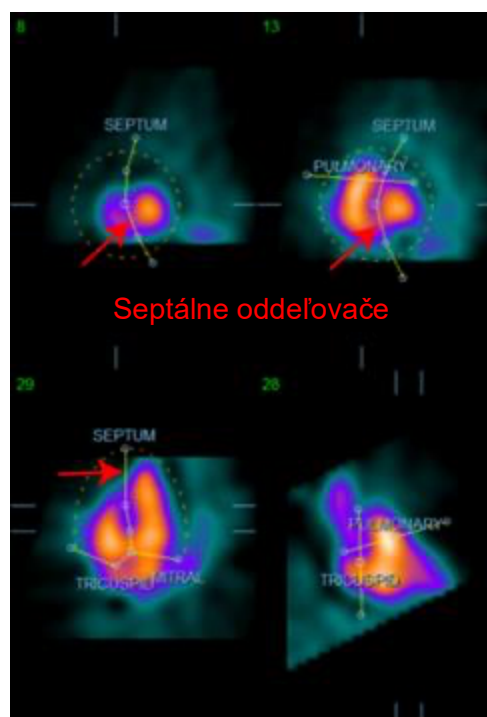 8
13
SEPTUM
SEPTUM
PULMONARY
Septálne oddeľovače
29
28
SEPTUM
PULMONARY
TRICUSPID
MITRAL
TRICUSPID